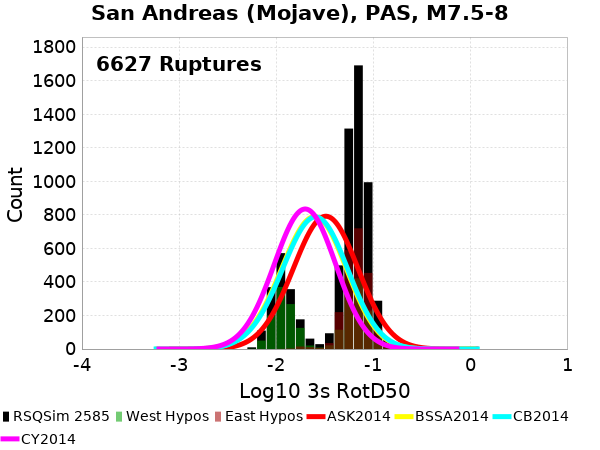 San Andreas (Mojave), PAS, M7.5-8
6627 Ruptures
Count
1800
1600
1400
1200
1000
800
600
400
200
0
-4 -3 -2 -1 0 1
Log10 3s RotD50
RSQSim 2585 West Hypos East Hypos ASK2014 BSSA2014 CB2014
CY2014